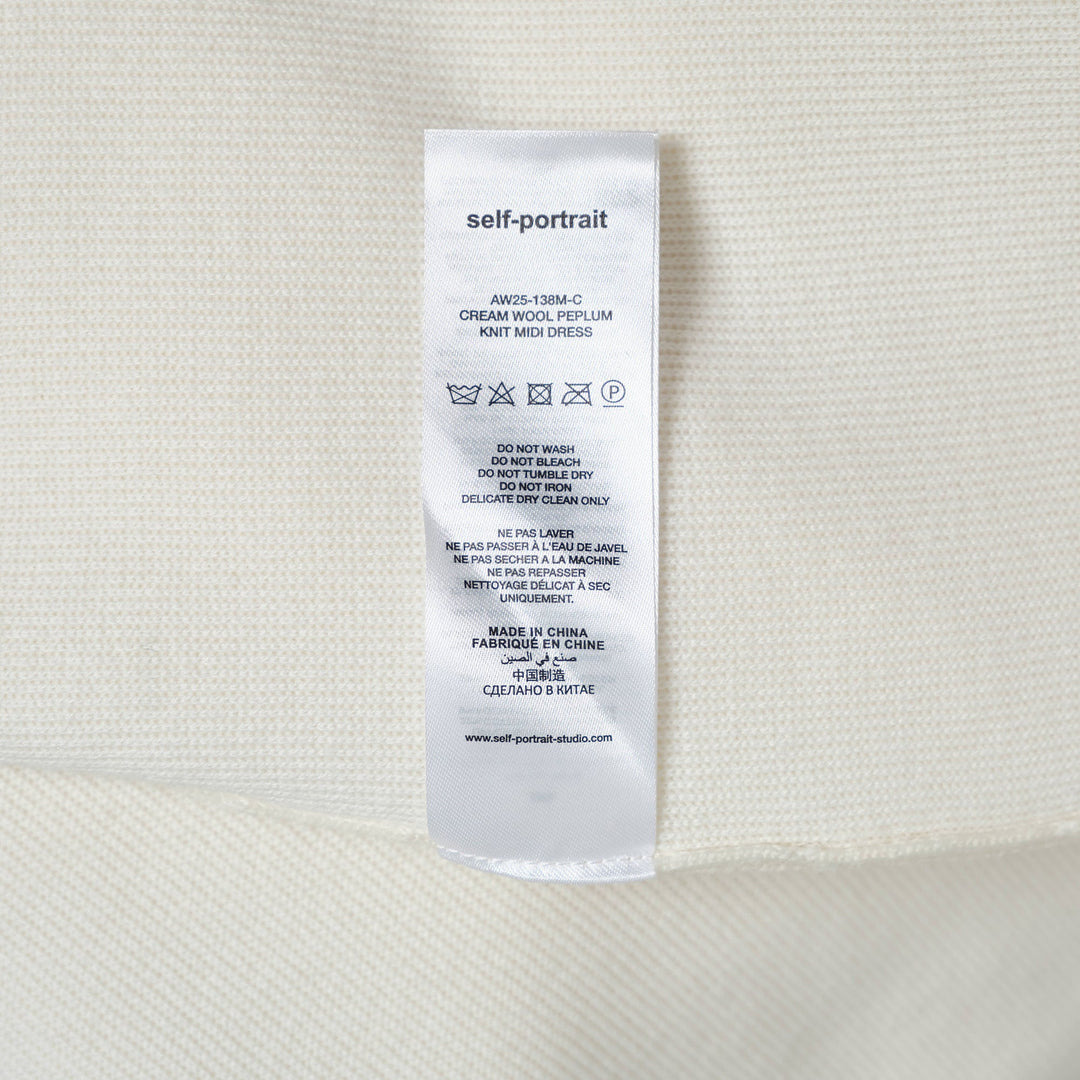 self-portrait
AW25-138M-C
CREAM WOOL PEPLUM
KNIT MIDI DRESS
P
DO NOT WASH
DO NOT BLEACH
DO NOT TUMBLE DRY
DO NOT IRON
DELICATE DRY CLEAN ONLY
NE PAS LAVER
NE PAS PASSER À L'EAU DE JAVEL
NE PAS SECHER A LA MACHINE
NE PAS REPASSER
NETTOYAGE DÉLICAT À SEC
UNIQUEMENT.
MADE IN CHINA
FABRIQUÉ EN CHINE
صنع في الصين
中国制造
СДЕЛАНО В КИТАЕ
www.self-portrait-studio.com